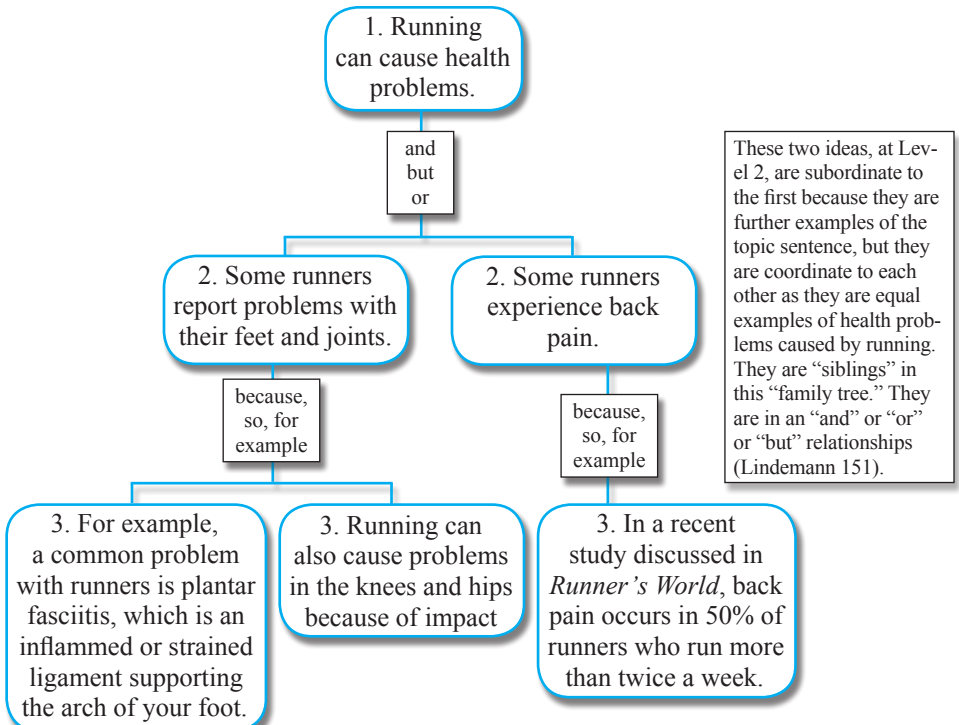 1. Running
can cause health
problems.
and
but
or
These two ideas, at Lev-
el 2, are subordinate to
the first because they are
further examples of the
topic sentence, but they
are coordinate to each
other as they are equal
examples of health prob-
lems caused by running.
They are “siblings” in
this “family tree.” They
are in an “and” or “or”
or “but” relationships
(Lindemann 151).
2. Some runners
report problems with
their feet and joints.
2. Some runners
experience back
pain.
because,
so, for
example
because,
so, for
example
3. For example,
a common problem
with runners is plantar
fasciitis, which is an
inflammed or strained
ligament supporting
the arch of your foot.
3. Running can
also cause problems
in the knees and hips
because of impact
3. In a recent
study discussed in
Runner’s World, back
pain occurs in 50% of
runners who run more
than twice a week.